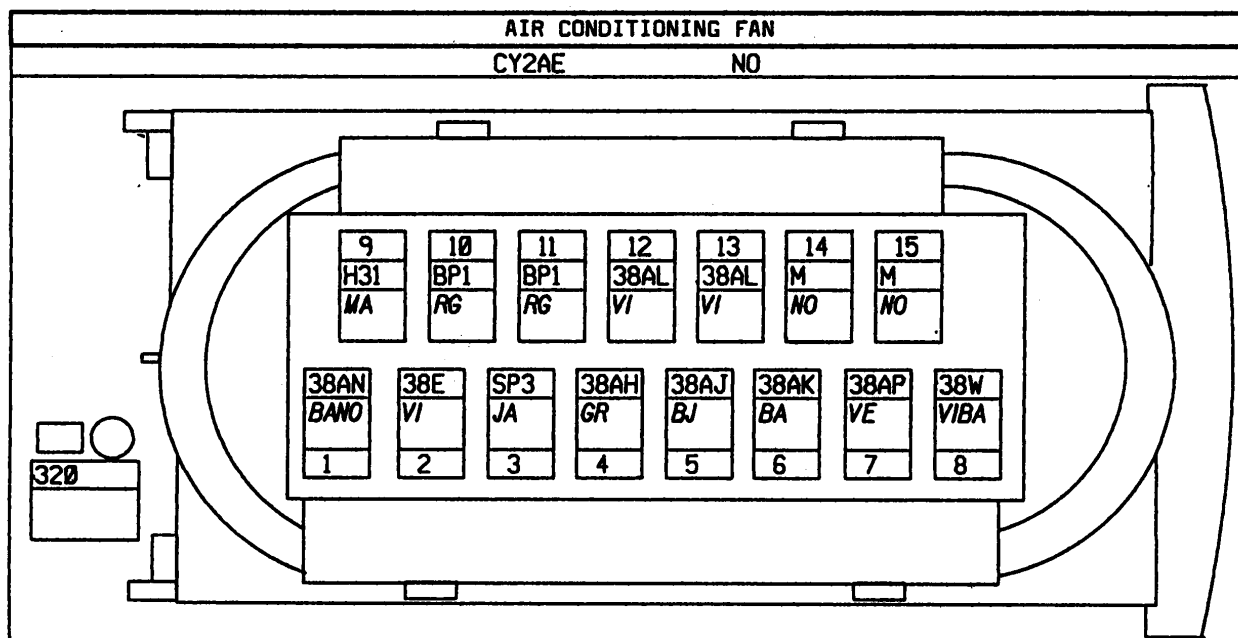 AIR CONDITIONING FAN
CY2AE NO
9 10 11 12 13 14 15
H31 BP1 BP1 38AL 38AL M M
MA RG RG VI VI NO NO
38AN 38E SP3 38AH 38AJ 38AK 38AP 38W
BANO VI JA GR BJ BA VE VIBA
1 2 3 4 5 6 7 8
320